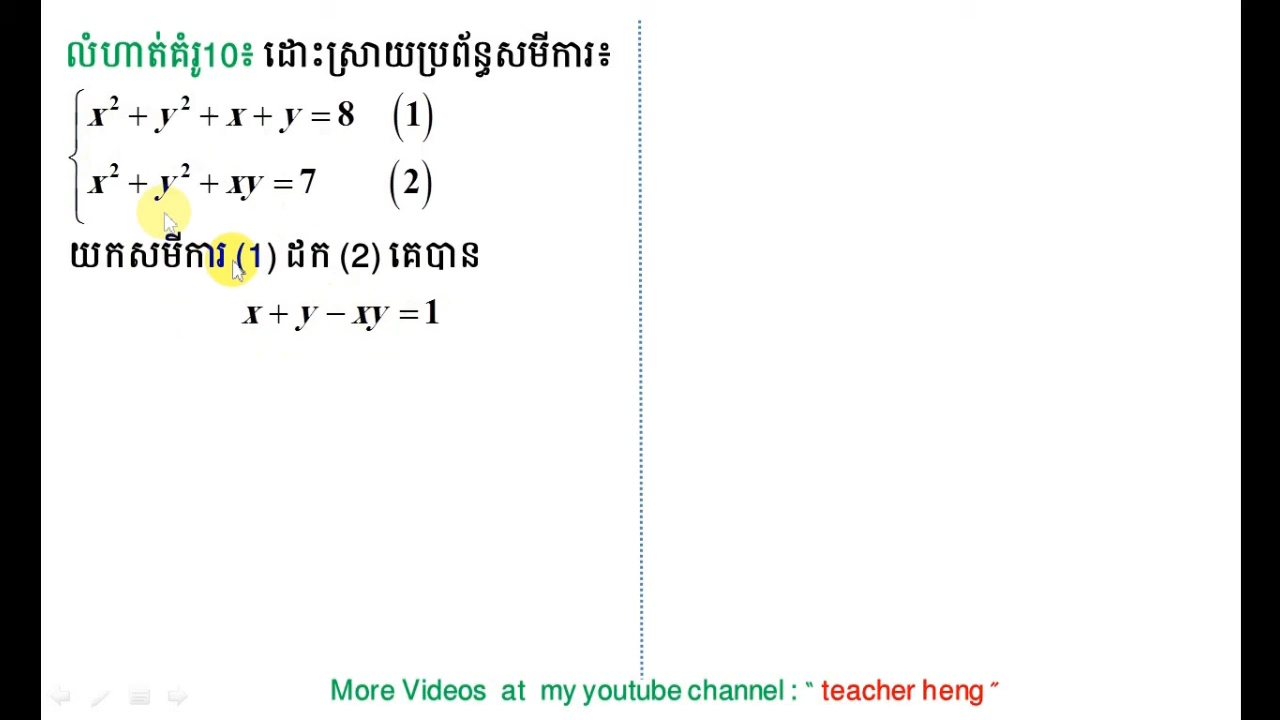 លំហាត់គំរូ10៖ ដោះស្រាយប្រព័ន្ធសមីការ៖
x² + y² + x + y = 8 (1)
x² + y² + xy = 7 (2)
យកសមីការ (1) ដក (2) គេបាន
x + y − xy = 1
More Videos at my youtube channel : “ teacher heng ”